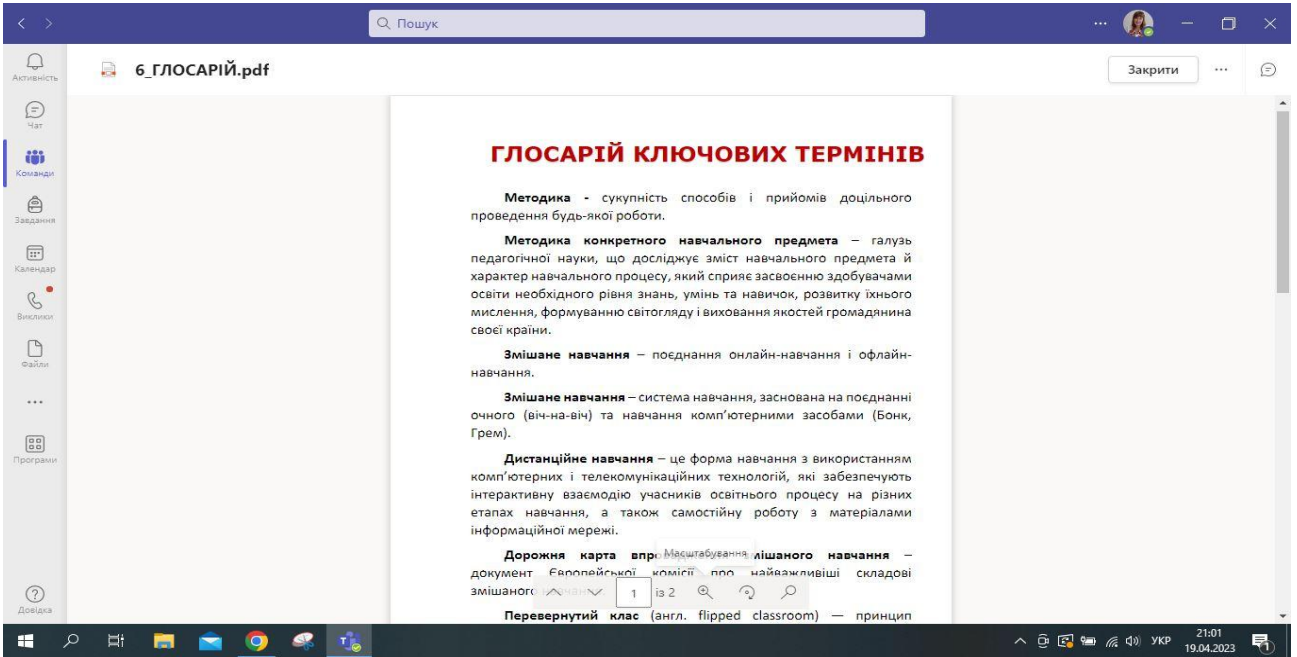 Пошук
Активність
Чат
Команди
Завдання
Календар
Виклики
Файли
Програми
Довідка
6_ГЛОСАРІЙ.pdf
Закрити
ГЛОСАРІЙ КЛЮЧОВИХ ТЕРМІНІВ
Методика - сукупність способів і прийомів доцільного
проведення будь-якої роботи.
Методика конкретного навчального предмета – галузь
педагогічної науки, що досліджує зміст навчального предмета й
характер навчального процесу, який сприяє засвоєнню здобувачами
освіти необхідного рівня знань, умінь та навичок, розвитку їхнього
мислення, формуванню світогляду і виховання якостей громадянина
своєї країни.
Змішане навчання – поєднання онлайн-навчання і офлайн-
навчання.
Змішане навчання – система навчання, заснована на поєднанні
очного (віч-на-віч) та навчання комп’ютерними засобами (Бонк,
Грем).
Дистанційне навчання – це форма навчання з використанням
комп’ютерних і телекомунікаційних технологій, які забезпечують
інтерактивну взаємодію учасників освітнього процесу на різних
етапах навчання, а також самостійну роботу з матеріалами
інформаційної мережі.
Дорожня карта навчання –
Масштабування
документ Європейської комісії про найважливіші складові
змішаного
1 із 2
Перевернутий клас (англ. flipped classroom) — принцип
УКР
21:01
19.04.2023
1